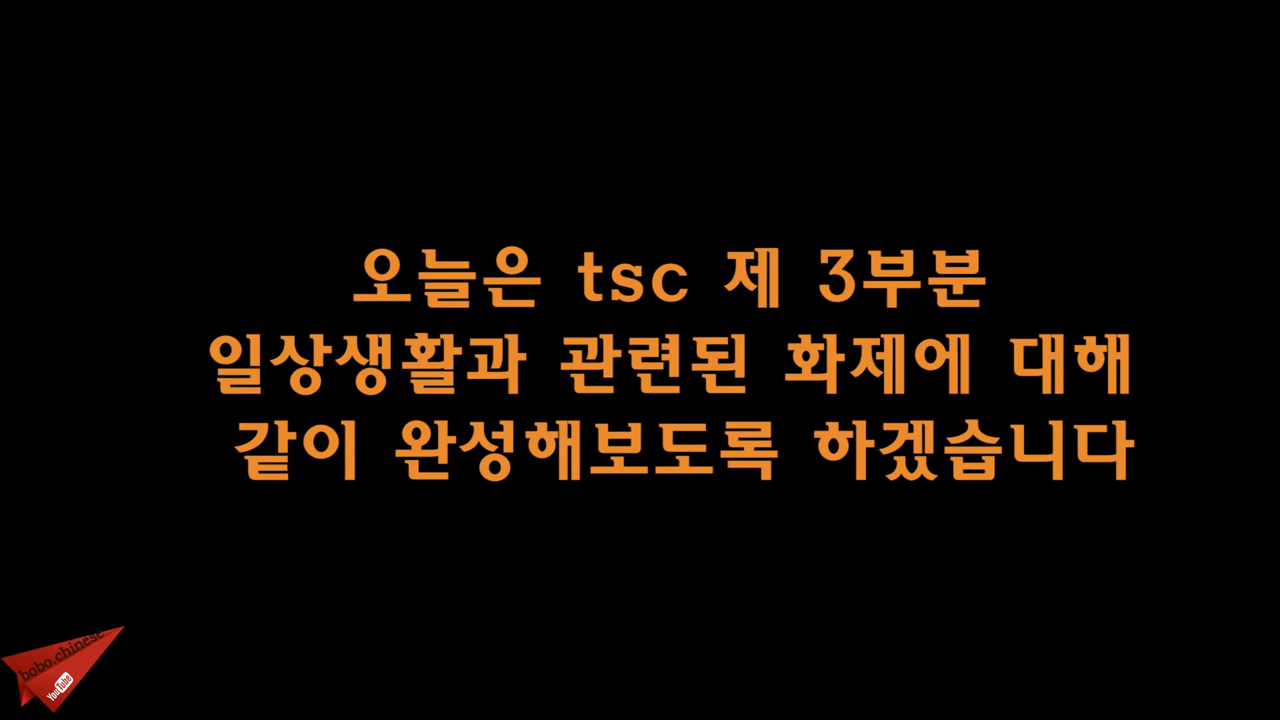 오늘은 tsc 제 3부분
일상생활과 관련된 화제에 대해
같이 완성해보도록 하겠습니다
bobo.chinese
YouTube